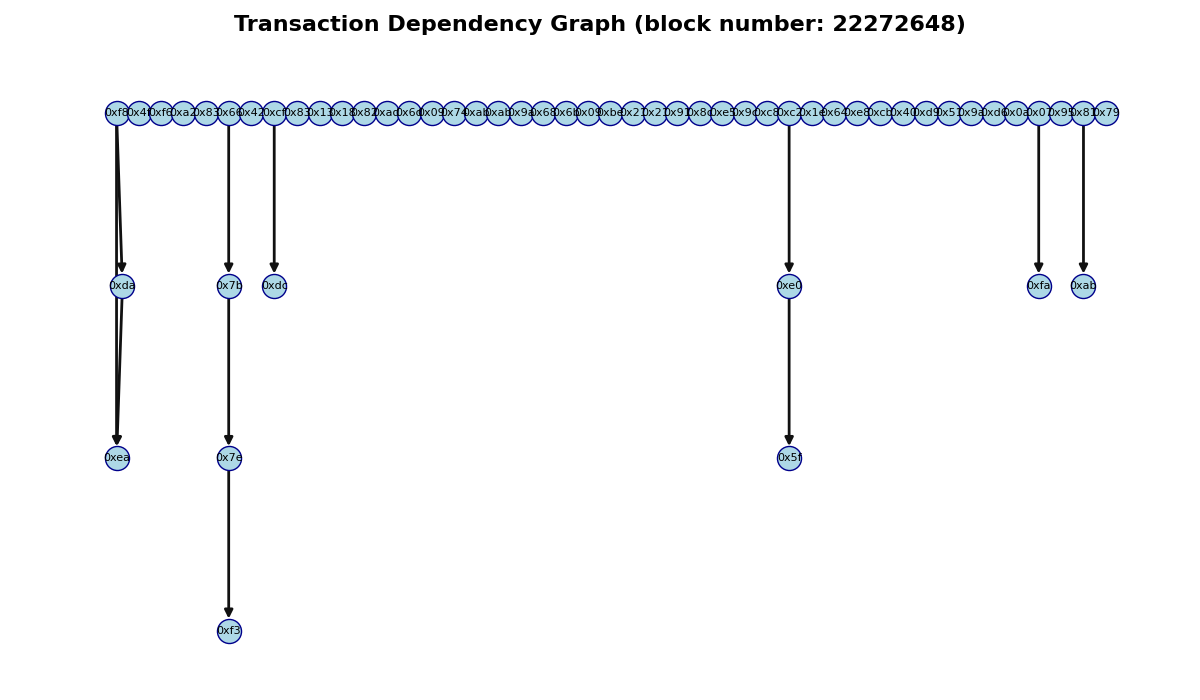 Transaction Dependency Graph (block number: 22272648)
0xf8 0x4f 0xf6 0xa2 0x83 0x66 0x42 0xcf 0x83 0x13 0x18 0x82 0xad 0x6d 0x09 0x74 0xab 0xab 0x9a 0x68 0x6b 0x09 0xbe 0x21 0x21 0x91 0x8d 0xe5 0x9d 0xc8 0xc2 0x1e 0x64 0xe8 0xcb 0x40 0xd9 0x51 0x9a 0xd6 0x0a 0x07 0x95 0x81 0x79
0xda 0x7b 0xdc 0xe0 0xfa 0xab
0xea 0x7e 0x5f
0xf3